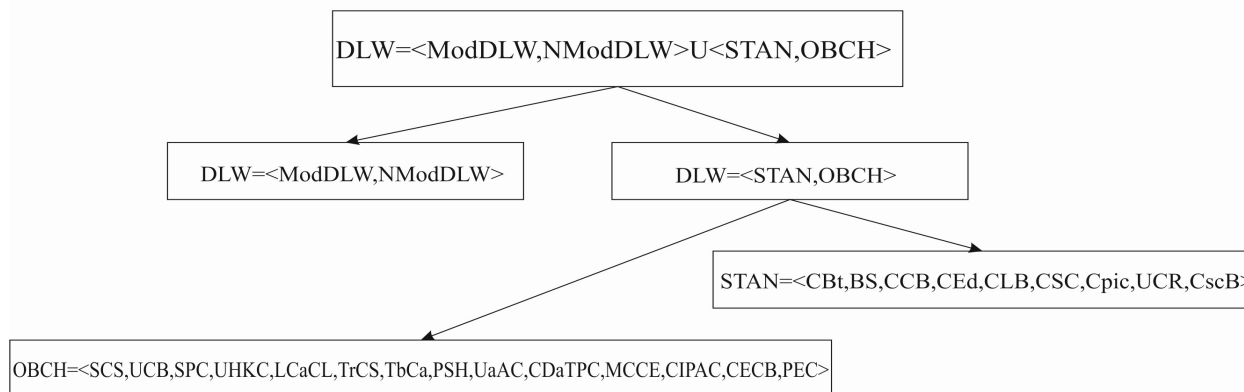 DLW=<ModDLW,NModDLW>U<STAN,OBCH>
DLW=<ModDLW,NModDLW>
DLW=<STAN,OBCH>
STAN=<CBt,BS,CCB,CEd,CLB,CSC,Cpic,UCR,CscB>
OBCH=<SCS,UCB,SPC,UHKC,LCaCL,TrCS,TbCa,PSH,UaAC,CDaTPC,MCCE,CIPAC,CECB,PEC>